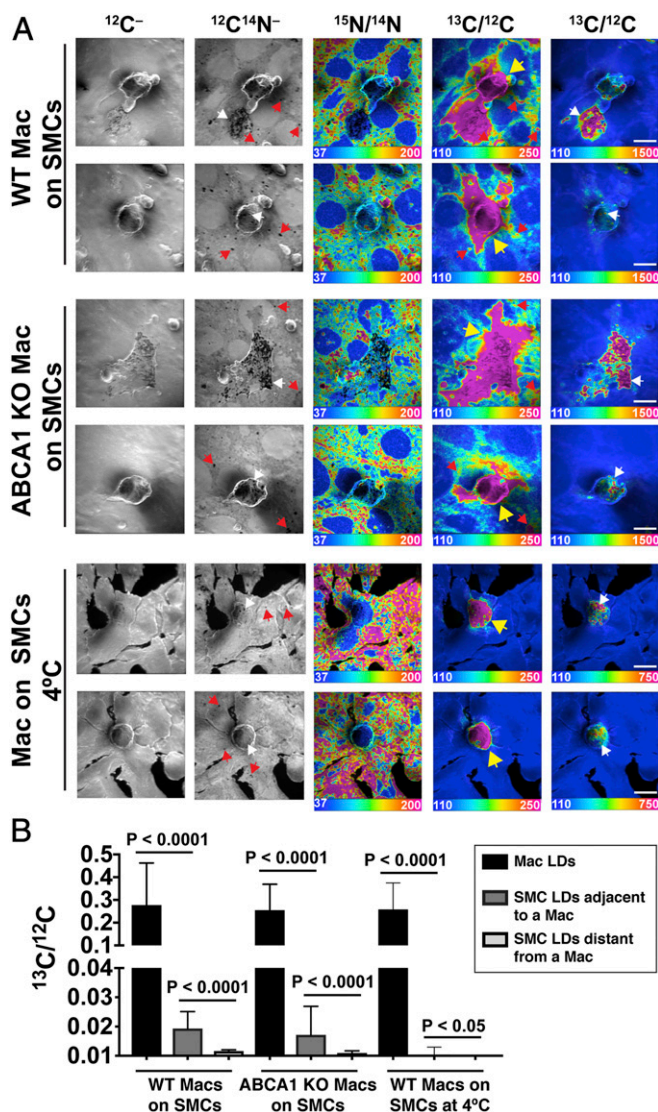 A
¹²C⁻ ¹²C¹⁴N⁻ ¹⁵N/¹⁴N ¹³C/¹²C ¹³C/¹²C
WT Mac
on SMCs
37 200 110 250 110 1500
37 200 110 250 110 1500
ABCA1 KO Mac
on SMCs
37 200 110 250 110 1500
37 200 110 250 110 1500
Mac on SMCs
4ºC
37 200 110 250 110 750
37 200 110 250 110 750
B
P < 0.0001 P < 0.0001 P < 0.0001
0.5
0.4
0.3
0.2
0.1
0.04
0.03
0.02
0.01
¹³C/¹²C
P < 0.0001 P < 0.0001 P < 0.05
Mac LDs
SMC LDs adjacent
to a Mac
SMC LDs distant
from a Mac
WT Macs
on SMCs
ABCA1 KO Macs
on SMCs
WT Macs on
SMCs at 4ºC